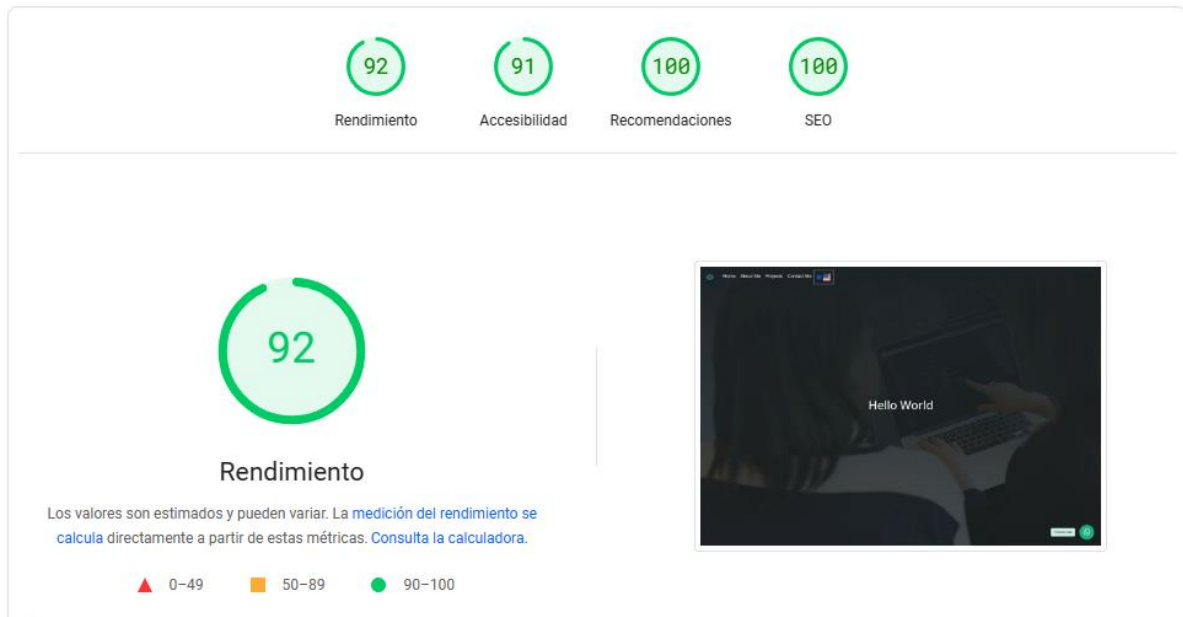 92
91
100
100
Rendimiento
Accesibilidad
Recomendaciones
SEO
92
Rendimiento
Los valores son estimados y pueden variar. La medición del rendimiento se
calcula directamente a partir de estas métricas. Consulta la calculadora.
0–49
50–89
90–100
Home About Me Projects Contact Me
Hello World